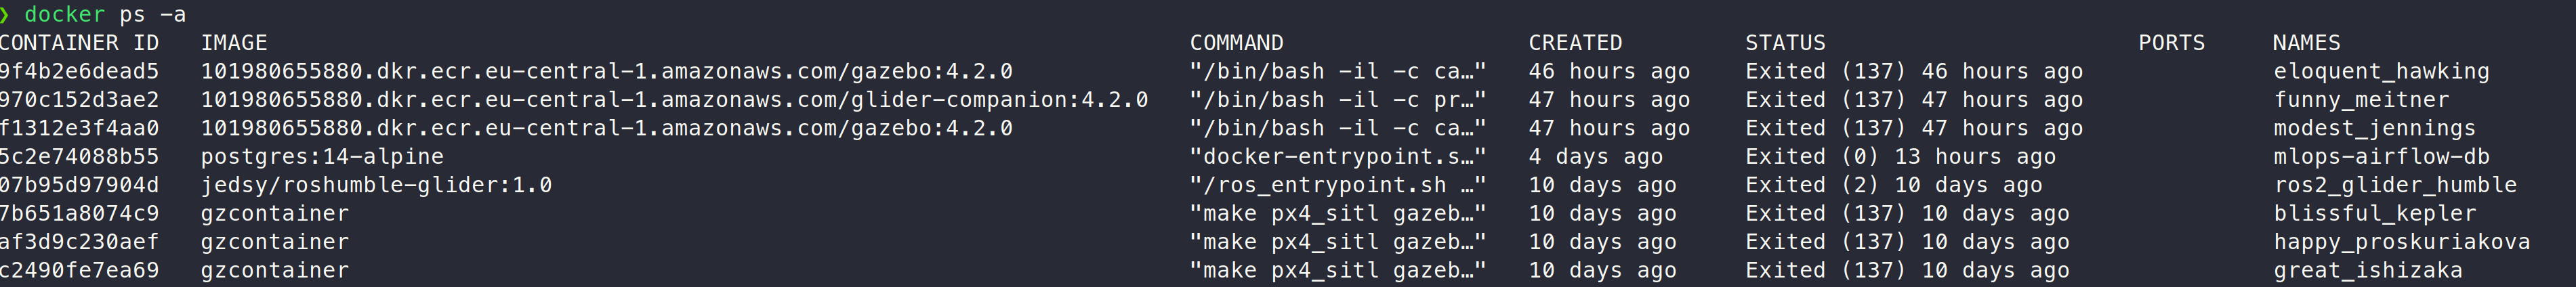 ❯ docker ps -a
CONTAINER ID   IMAGE   COMMAND   CREATED   STATUS   PORTS   NAMES
9f4b2e6dead5   101980655880.dkr.ecr.eu-central-1.amazonaws.com/gazebo:4.2.0   "/bin/bash -il -c ca…"   46 hours ago   Exited (137) 46 hours ago   eloquent_hawking
970c152d3ae2   101980655880.dkr.ecr.eu-central-1.amazonaws.com/glider-companion:4.2.0   "/bin/bash -il -c pr…"   47 hours ago   Exited (137) 47 hours ago   funny_meitner
f1312e3f4aa0   101980655880.dkr.ecr.eu-central-1.amazonaws.com/gazebo:4.2.0   "/bin/bash -il -c ca…"   47 hours ago   Exited (137) 47 hours ago   modest_jennings
5c2e74088b55   postgres:14-alpine   "docker-entrypoint.s…"   4 days ago   Exited (0) 13 hours ago   mlops-airflow-db
07b95d97904d   jedsy/roshumble-glider:1.0   "/ros_entrypoint.sh …"   10 days ago   Exited (2) 10 days ago   ros2_glider_humble
7b651a8074c9   gzcontainer   "make px4_sitl gazeb…"   10 days ago   Exited (137) 10 days ago   blissful_kepler
af3d9c230aef   gzcontainer   "make px4_sitl gazeb…"   10 days ago   Exited (137) 10 days ago   happy_proskuriakova
c2490fe7ea69   gzcontainer   "make px4_sitl gazeb…"   10 days ago   Exited (137) 10 days ago   great_ishizaka